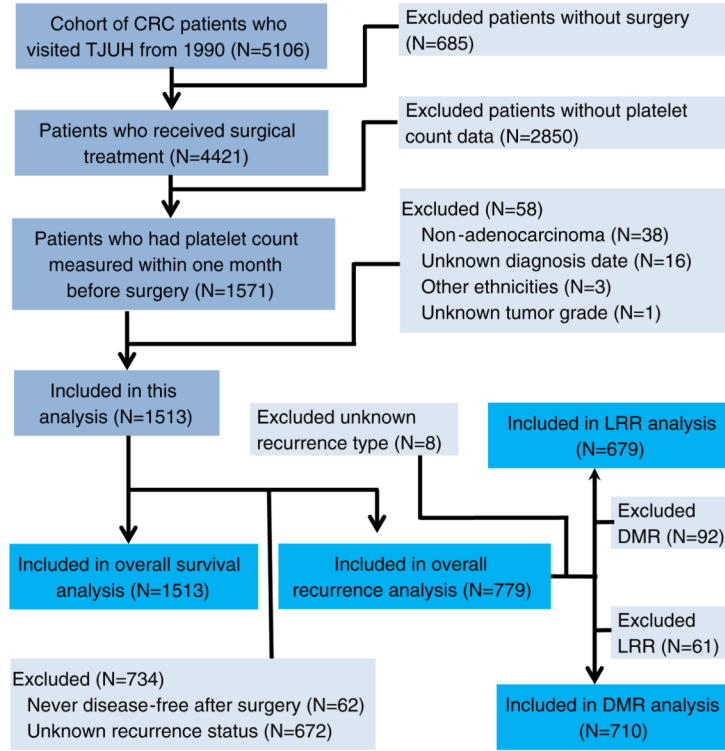 Cohort of CRC patients who
visited TJUH from 1990 (N=5106)
Excluded patients without surgery
(N=685)
Patients who received surgical
treatment (N=4421)
Excluded patients without platelet
count data (N=2850)
Patients who had platelet count
measured within one month
before surgery (N=1571)
Excluded (N=58)
Non-adenocarcinoma (N=38)
Unknown diagnosis date (N=16)
Other ethnicities (N=3)
Unknown tumor grade (N=1)
Included in this
analysis (N=1513)
Excluded unknown
recurrence type (N=8)
Included in LRR analysis
(N=679)
Excluded
DMR (N=92)
Included in overall survival
analysis (N=1513)
Included in overall
recurrence analysis (N=779)
Excluded
LRR (N=61)
Excluded (N=734)
Never disease-free after surgery (N=62)
Unknown recurrence status (N=672)
Included in DMR analysis
(N=710)